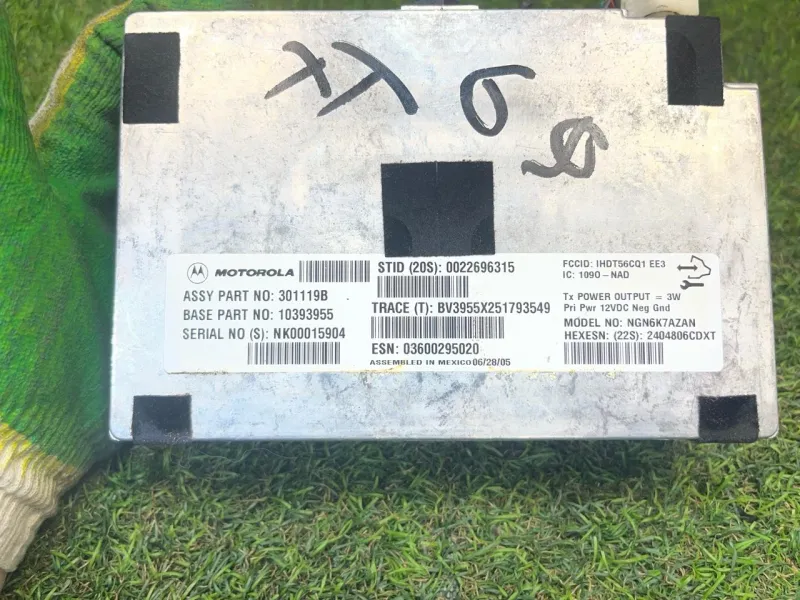 MOTOROLA
ASSY PART NO: 301119B
BASE PART NO: 10393955
SERIAL NO (S): NK00015904
STID (20S): 0022696315
TRACE (T): BV3955X251793549
ESN: 03600295020
ASSEMBLED IN MEXICO 06/28/05
FCCID: IHDT56CQ1 EE3
IC: 109O-NAD
Tx POWER OUTPUT = 3W
Pri Pwr 12VDC Neg Gnd
MODEL NO: NGN6K7AZAN
HEXESN: (22S): 2404806CDXT